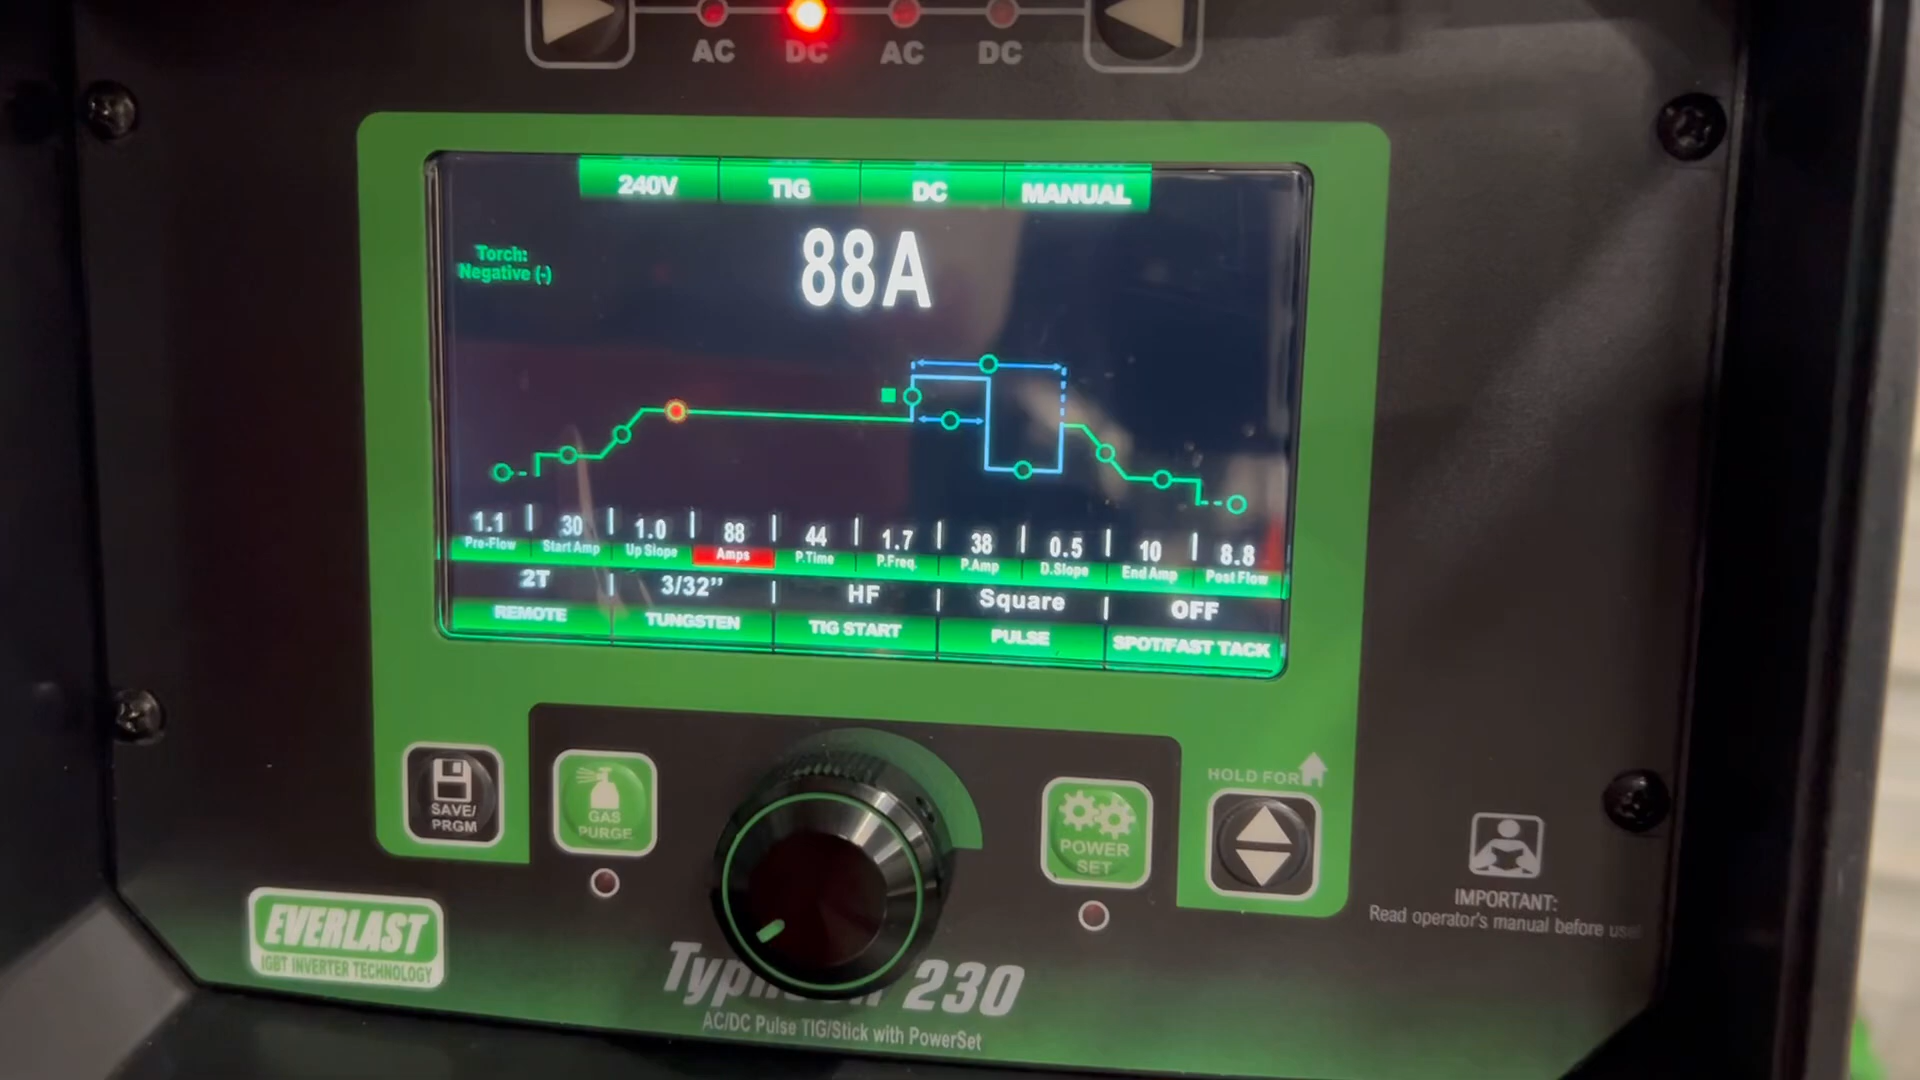 AC DC AC DC
240V TIG DC MANUAL
88A
Torch:
Negative (-)
1.1 30 1.0 88 44 1.7 38 0.5 10 8.8
Pre-Flow Start Amp Up Slope Amps P.Time P.Freq. P.Amp D.Slope End Amp Post Flow
2T 3/32" HF Square OFF
REMOTE TUNGSTEN TIG START PULSE SPOT/FAST TACK
SAVE/
PRGM
GAS
PURGE
POWER
SET
HOLD FOR
IMPORTANT:
Read operator's manual before use!
EVERLAST
IGBT INVERTER TECHNOLOGY
230
AC/DC Pulse TIG/Stick with PowerSet